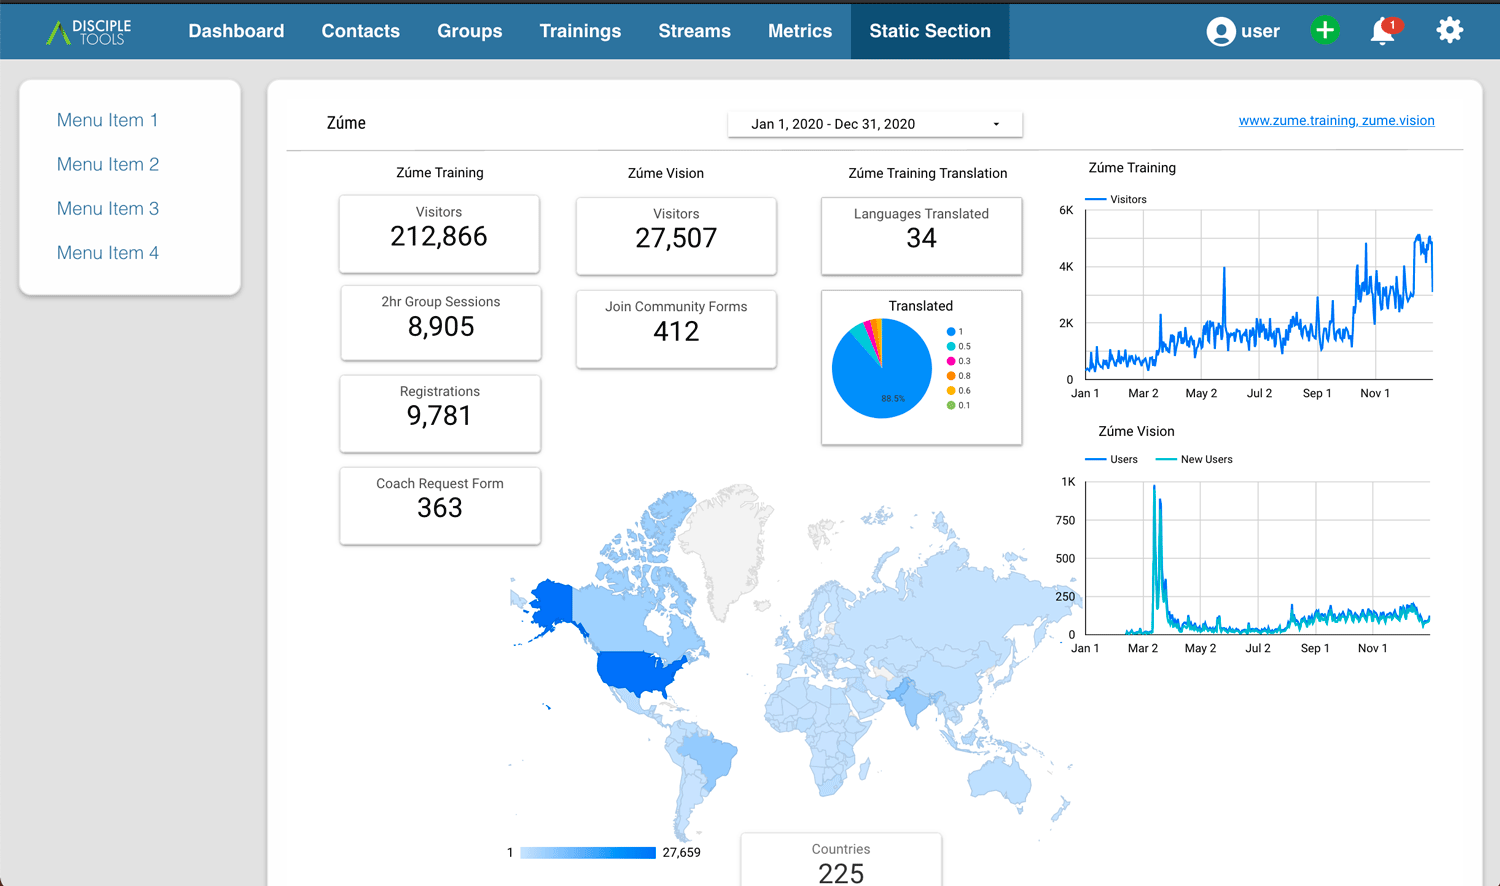 DISCIPLE
TOOLS
Dashboard
Contacts
Groups
Trainings
Streams
Metrics
Static Section
user
1
Menu Item 1
Menu Item 2
Menu Item 3
Menu Item 4
Zúme
Jan 1, 2020 - Dec 31, 2020
www.zume.training, zume.vision
Zúme Training
Visitors
212,866
2hr Group Sessions
8,905
Registrations
9,781
Coach Request Form
363
Zúme Vision
Visitors
27,507
Join Community Forms
412
Zúme Training Translation
Languages Translated
34
Translated
88.5%
1
0.5
0.3
0.8
0.6
0.1
Zúme Training
Visitors
6K
4K
2K
0
Jan 1
Mar 2
May 2
Jul 2
Sep 1
Nov 1
Zúme Vision
Users
New Users
1K
750
500
250
0
Jan 1
Mar 2
May 2
Jul 2
Sep 1
Nov 1
1
27,659
Countries
225